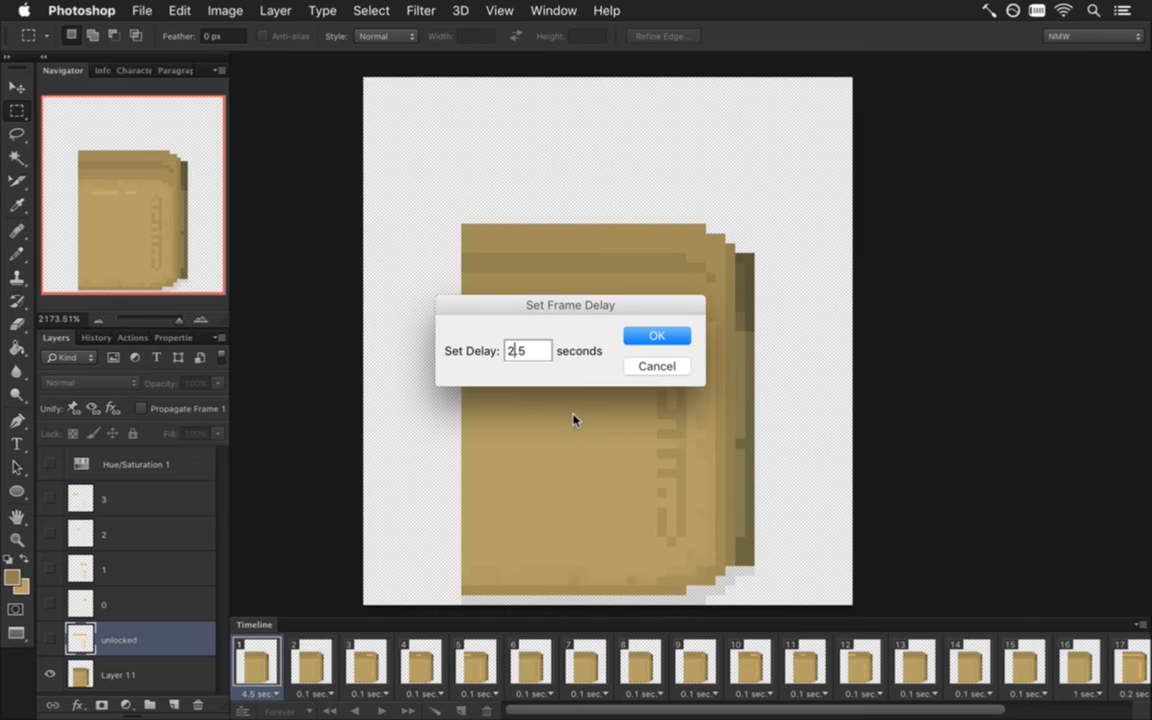 Photoshop File Edit Image Layer Type Select Filter 3D View Window Help
Feather: 0 px Anti-alias Style: Normal Width: Height: Refine Edge... NMW
Navigator Info Characte Paragrap
2173.51%
Layers History Actions Propertie
Kind
Normal Opacity: 100%
Unify: Propagate Frame 1
Lock: Fill: 100%
Hue/Saturation 1
3
2
1
0
unlocked
Layer 11
Set Frame Delay
Set Delay: 2.5 seconds
OK
Cancel
Timeline
1 2 3 4 5 6 7 8 9 10 11 12 13 14 15 16 17
4.5 sec. 0.1 sec. 0.1 sec. 0.1 sec. 0.1 sec. 0.1 sec. 0.1 sec. 0.1 sec. 0.1 sec. 0.1 sec. 0.1 sec. 0.1 sec. 0.1 sec. 0.1 sec. 0.1 sec. 1 sec. 0.2 sec
Forever